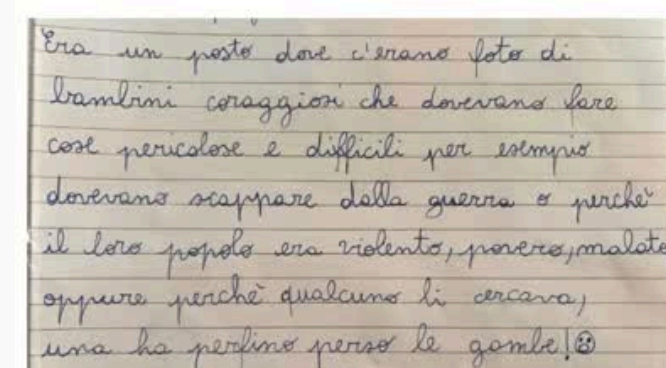 Era un posto dove c'erano foto di
bambini coraggiosi che dovevano fare
cose pericolose e difficili per esempio
dovevano scappare dalla guerra o perchè
il loro popolo era violento, povero, malato
oppure perchè qualcuno li cercava,
una ha perfino perso le gambe! ☹